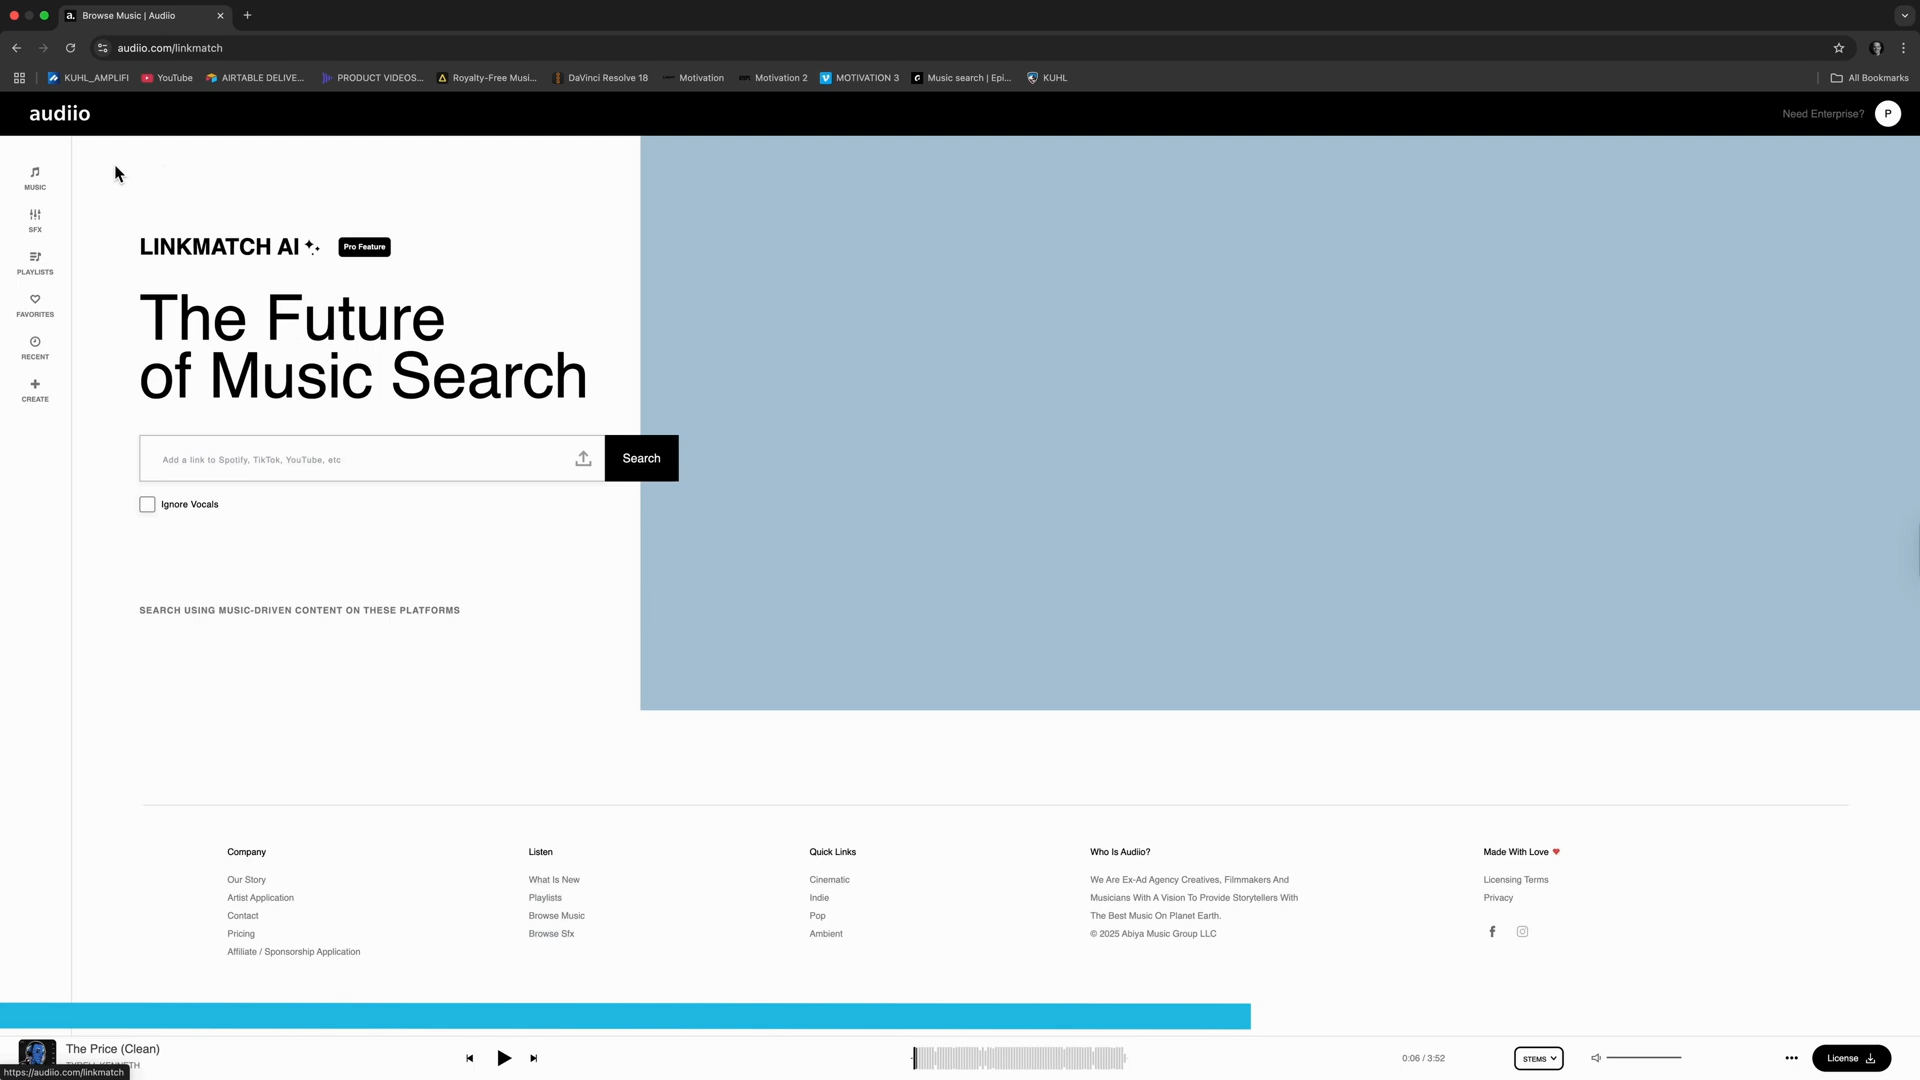 Browse Music | Audiio
audiio.com/linkmatch
KUHL_AMPLIFI
YouTube
AIRTABLE DELIVE...
PRODUCT VIDEOS...
Royalty-Free Musi...
DaVinci Resolve 18
Motivation
Motivation 2
MOTIVATION 3
Music search | Epi...
KUHL
All Bookmarks
audiio
Need Enterprise?
P
MUSIC
SFX
PLAYLISTS
FAVORITES
RECENT
CREATE
LINKMATCH AI
Pro Feature
The Future
of Music Search
Add a link to Spotify, TikTok, YouTube, etc
Search
Ignore Vocals
SEARCH USING MUSIC-DRIVEN CONTENT ON THESE PLATFORMS
Company
Our Story
Artist Application
Contact
Pricing
Affiliate / Sponsorship Application
Listen
What Is New
Playlists
Browse Music
Browse Sfx
Quick Links
Cinematic
Indie
Pop
Ambient
Who Is Audiio?
We Are Ex-Ad Agency Creatives, Filmmakers And
Musicians With A Vision To Provide Storytellers With
The Best Music On Planet Earth.
© 2025 Abiya Music Group LLC
Made With Love
Licensing Terms
Privacy
The Price (Clean)
0:06 / 3:52
STEMS
License
https://audiio.com/linkmatch